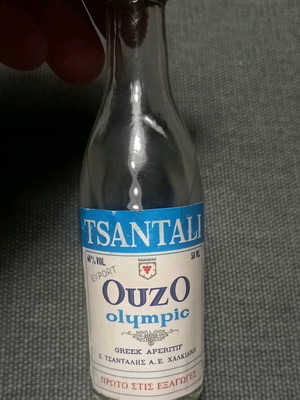 TSANTALI
40% VOL. 50 ML
EXPORT
OUZO
olympic
GREEK APERITIF
Ε. ΤΣΑΝΤΑΛΗΣ Α.Ε. ΧΑΛΚΙΔΙΚΗ
ΠΡΩΤΟ ΣΤΙΣ ΕΞΑΓΩΓΕΣ